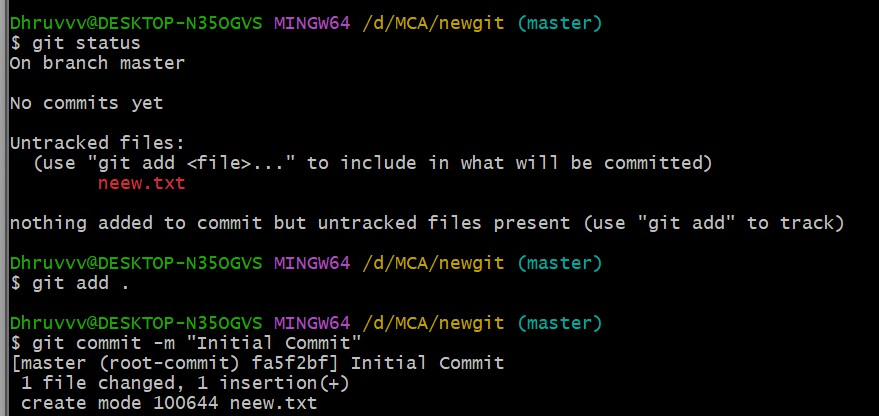 Dhruvvv@DESKTOP-N35OGVS MINGW64 /d/MCA/newgit (master)
$ git status
On branch master
No commits yet
Untracked files:
(use "git add <file>..." to include in what will be committed)
neew.txt
nothing added to commit but untracked files present (use "git add" to track)
Dhruvvv@DESKTOP-N35OGVS MINGW64 /d/MCA/newgit (master)
$ git add .
Dhruvvv@DESKTOP-N35OGVS MINGW64 /d/MCA/newgit (master)
$ git commit -m "Initial Commit"
[master (root-commit) fa5f2bf] Initial Commit
1 file changed, 1 insertion(+)
create mode 100644 neew.txt